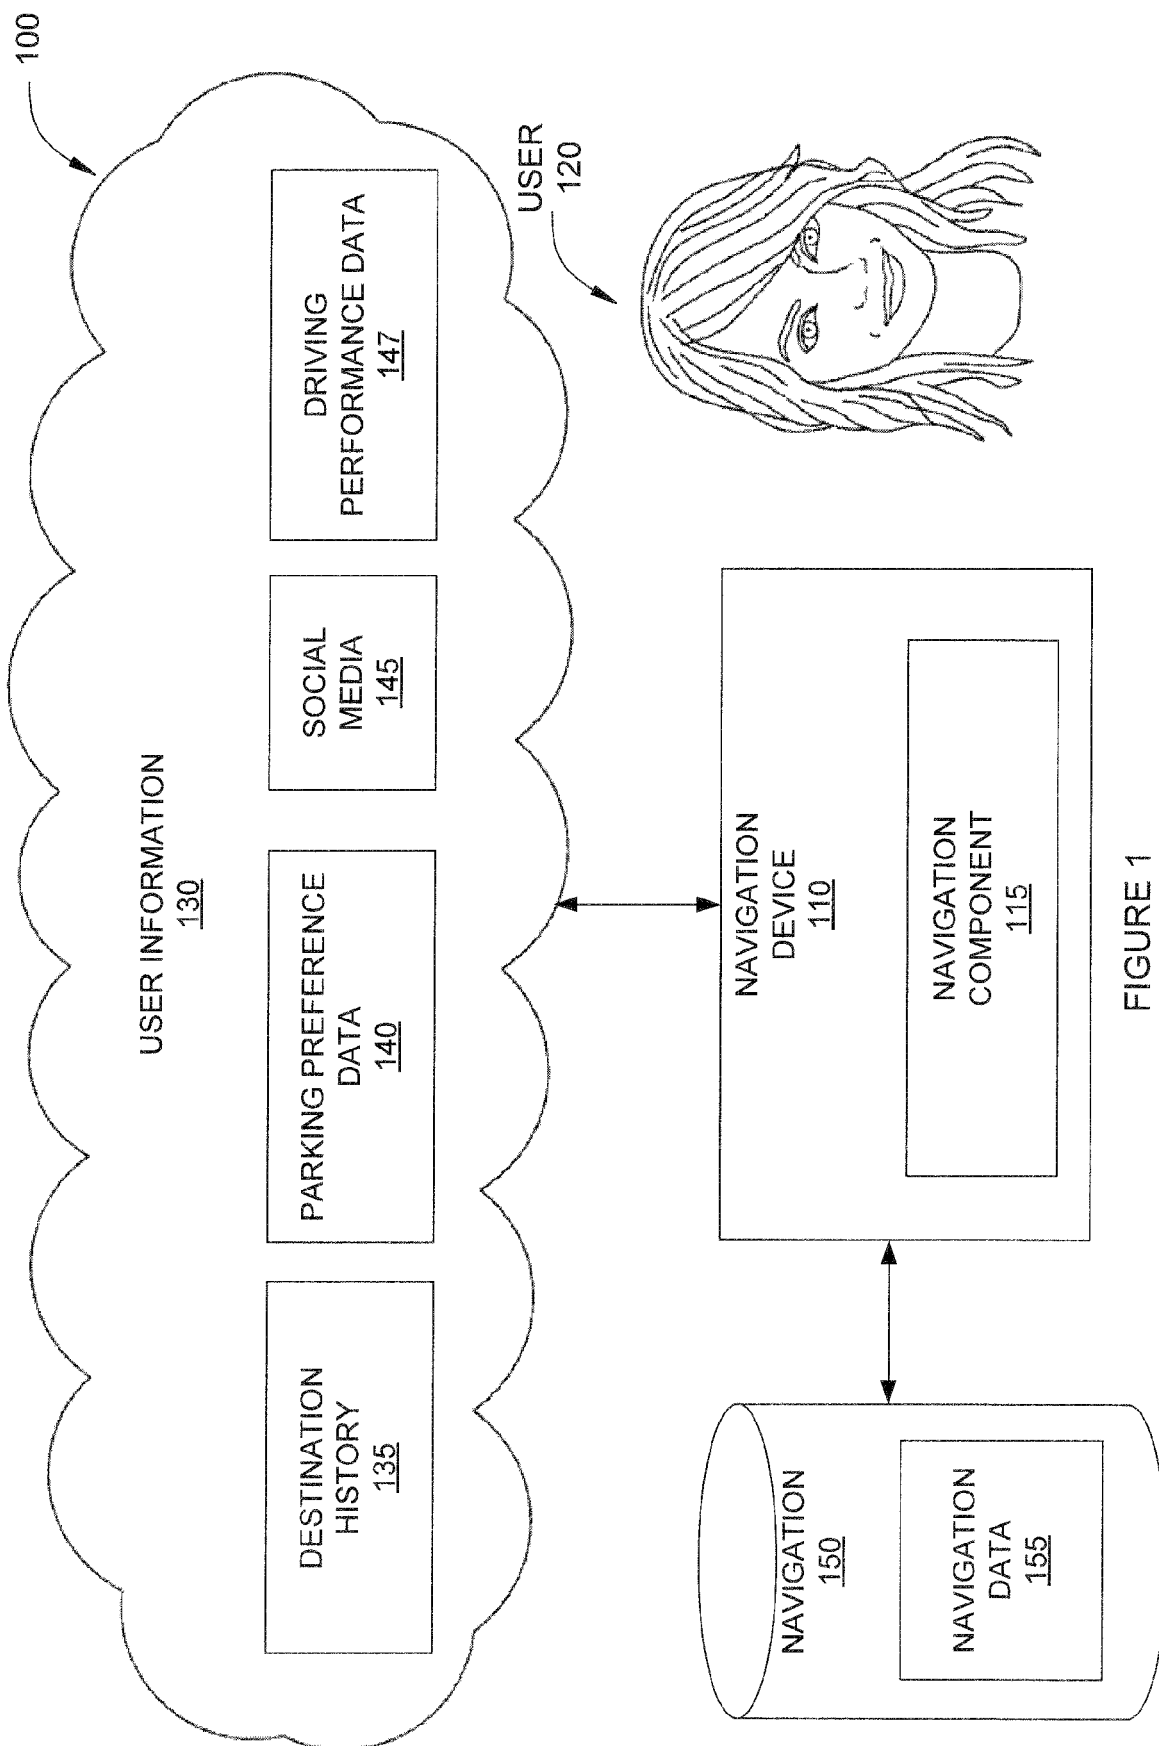 100
USER INFORMATION
130
DESTINATION
HISTORY
135
PARKING PREFERENCE
DATA
140
SOCIAL
MEDIA
145
DRIVING
PERFORMANCE DATA
147
USER
120
NAVIGATION
150
NAVIGATION
DATA
155
NAVIGATION
DEVICE
110
NAVIGATION
COMPONENT
115
FIGURE 1